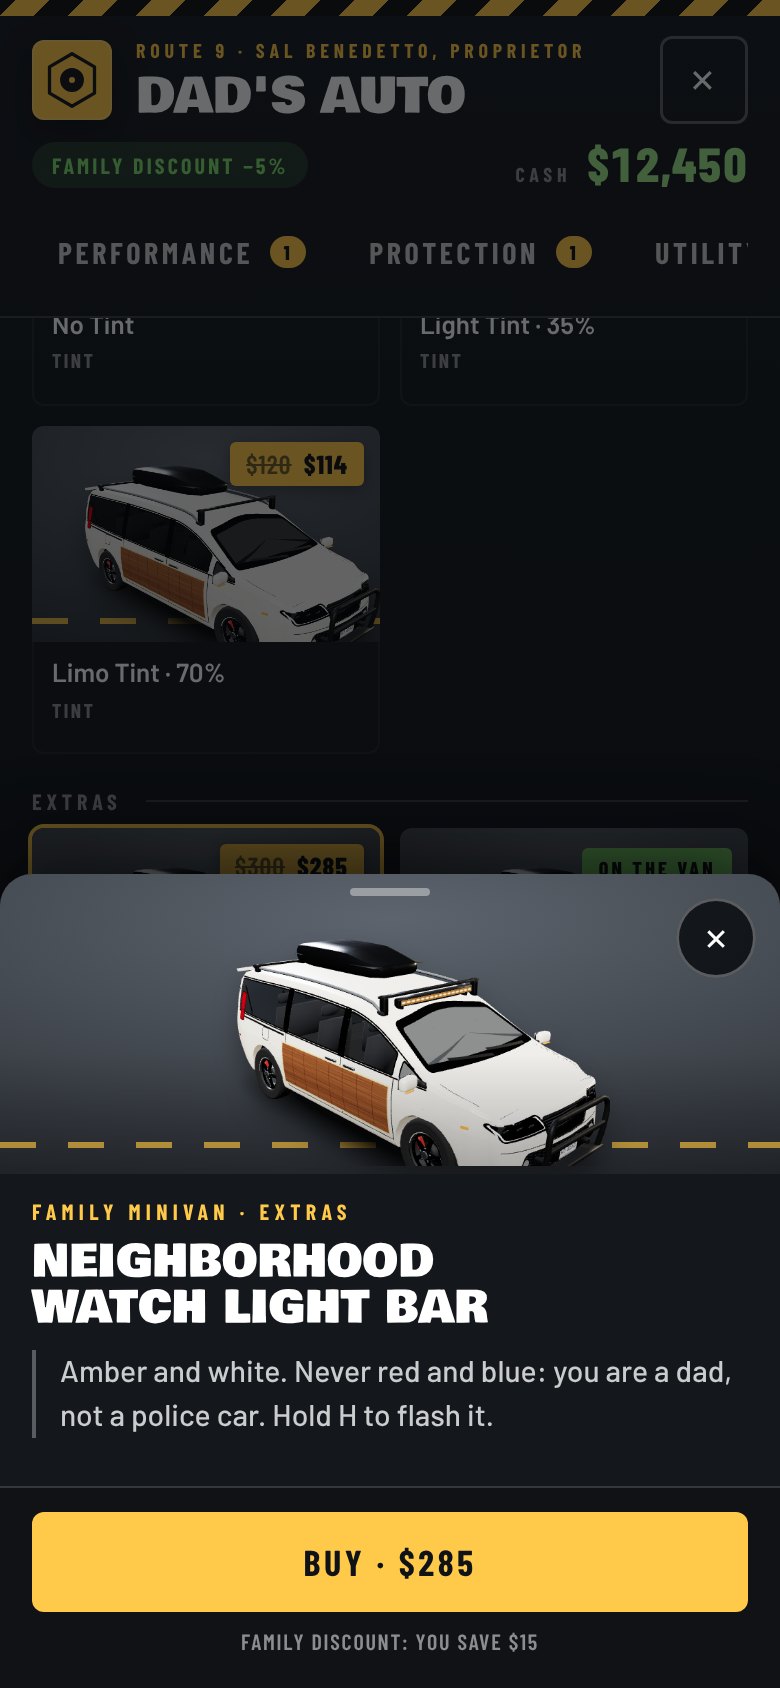 ROUTE 9 · SAL BENEDETTO, PROPRIETOR
DAD'S AUTO
×
FAMILY DISCOUNT −5%
CASH $12,450
PERFORMANCE 1 PROTECTION 1 UTILIT
No Tint
TINT
Light Tint · 35%
TINT
$120 $114
Limo Tint · 70%
TINT
EXTRAS
$300 $285
ON THE VAN
×
FAMILY MINIVAN · EXTRAS
NEIGHBORHOOD
WATCH LIGHT BAR
Amber and white. Never red and blue: you are a dad,
not a police car. Hold H to flash it.
BUY · $285
FAMILY DISCOUNT: YOU SAVE $15